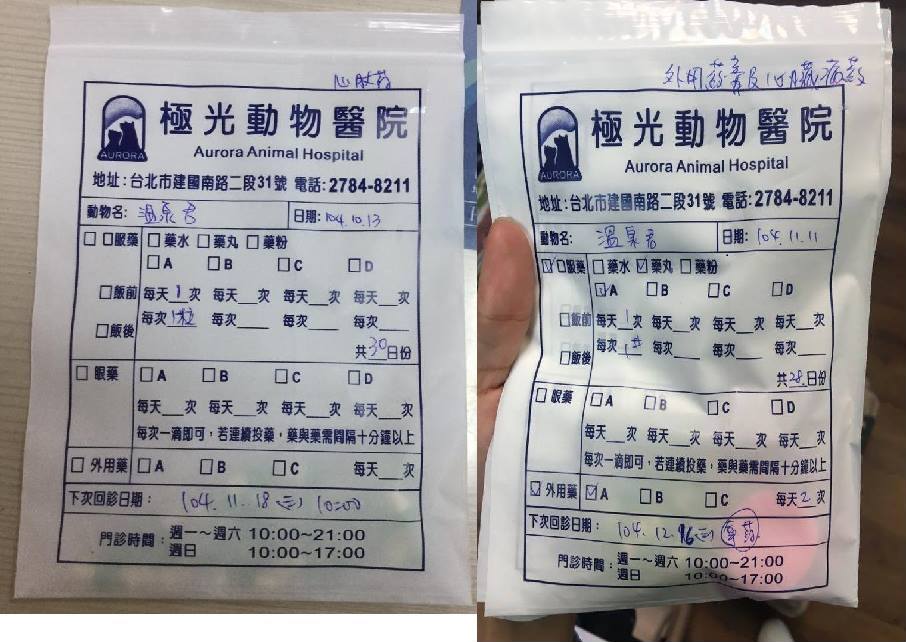 心臟药
AURORA
極光動物醫院
Aurora Animal Hospital
地址:台北市建國南路二段31號 電話:2784-8211
動物名: 溫泉君 日期: 104.10.13
□ 口服藥 □藥水 □藥丸 □藥粉
□A □B □C □D
□飯前 每天1次 每天__次 每天__次 每天__次
□飯後 每次1粒 每次____ 每次____ 每次____
共30日份
□ 眼藥 □A □B □C □D
每天__次 每天__次 每天__次 每天__次
每次一滴即可,若連續投藥,藥與藥需間隔十分鐘以上
□ 外用藥 □A □B □C 每天__次
下次回診日期: 104.11.18(三) 10:00
門診時間: 週一~週六 10:00~21:00
週日 10:00~17:00
外用药膏及心臟病药
AURORA
極光動物醫院
Aurora Animal Hospital
地址:台北市建國南路二段31號 電話:2784-8211
動物名: 溫泉君 日期: 104.11.11
☑ 口服藥 □藥水 ☑藥丸 □藥粉
☑A □B □C □D
□飯前 每天1次 每天__次 每天__次 每天__次
□飯後 每次1 每次____ 每次____ 每次____
共28日份
□ 眼藥 □A □B □C □D
每天__次 每天__次 每天__次 每天__次
每次一滴即可,若連續投藥,藥與藥需間隔十分鐘以上
☑ 外用藥 ☑A □B □C 每天2次
下次回診日期: 104.12.16(三)
門診時間: 週一~週六 10:00~21:00
週日 10:00~17:00